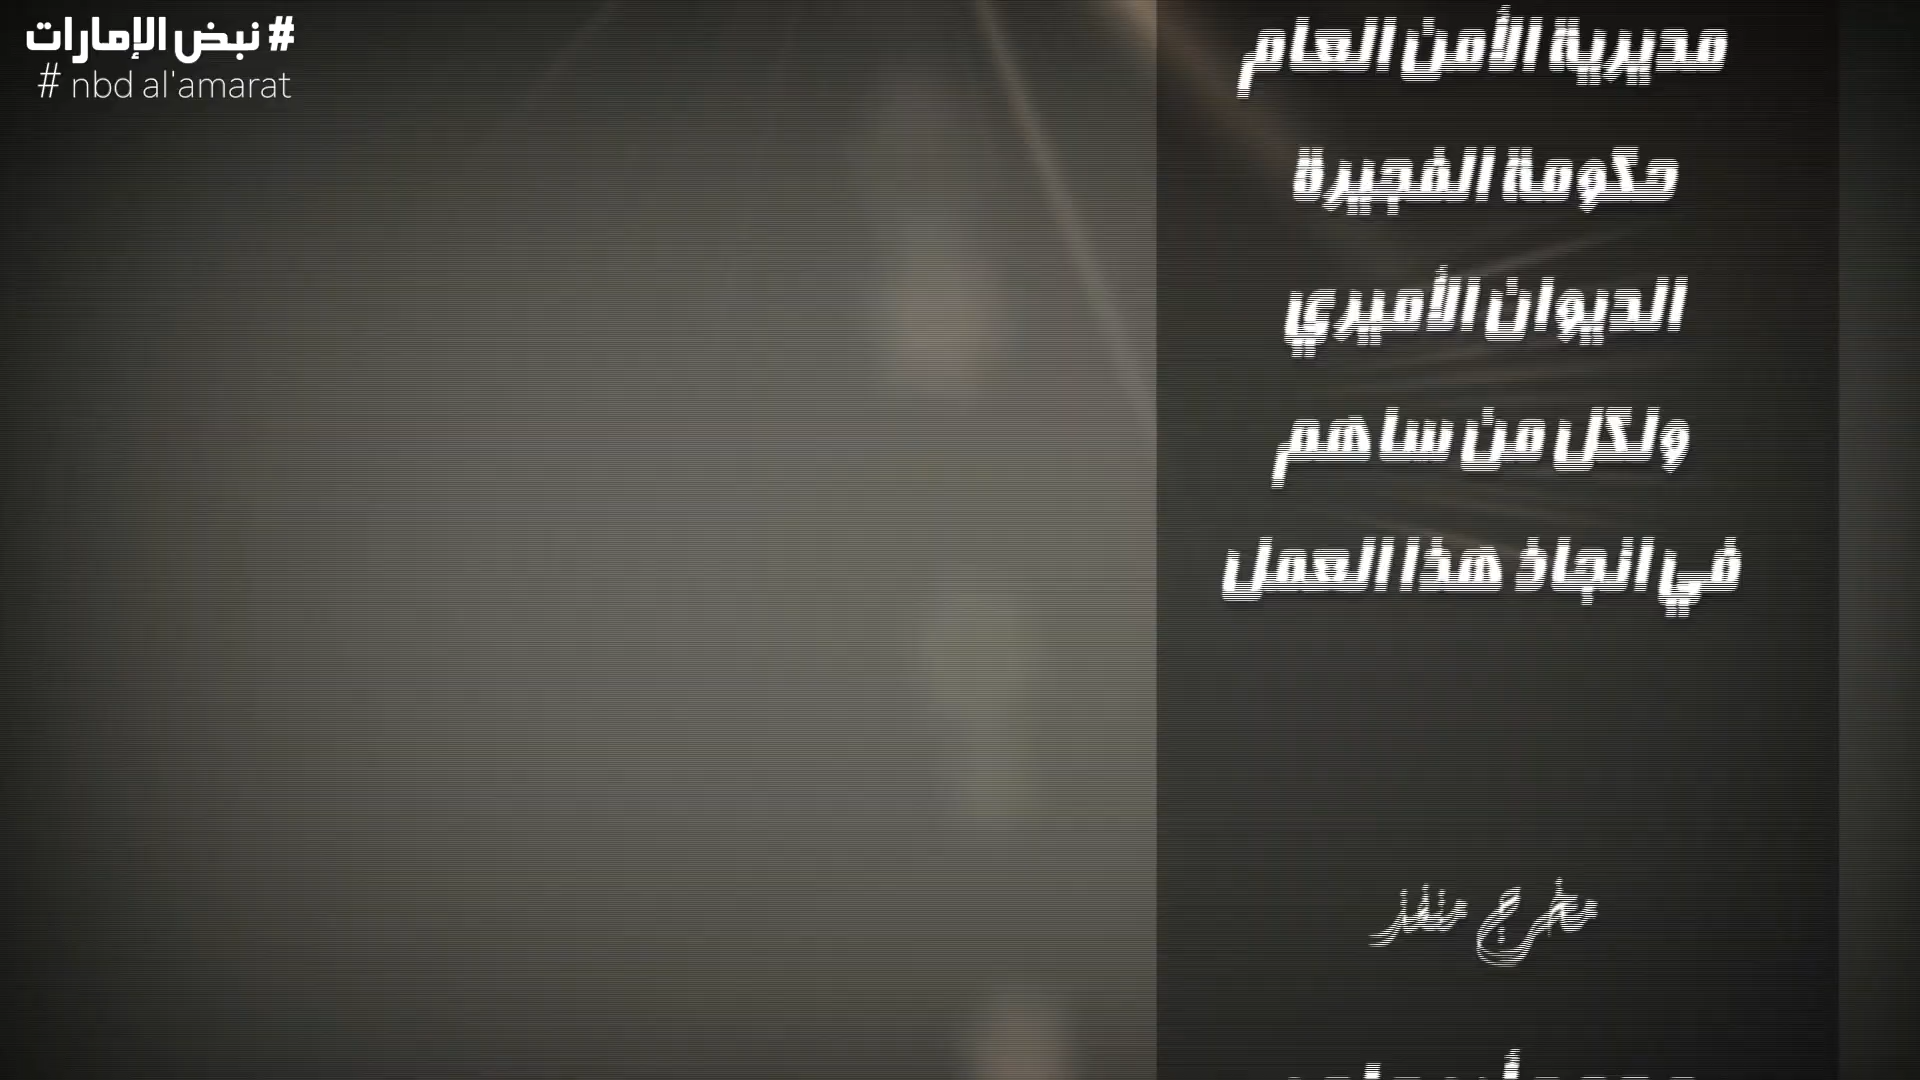 # نبض الإمارات
# nbd al'amarat
مديرية الأمن العام
حكومة الفجيرة
الديوان الأميري
ولكل من ساهم
في انجاذ هذا العمل
مخرج منفذ